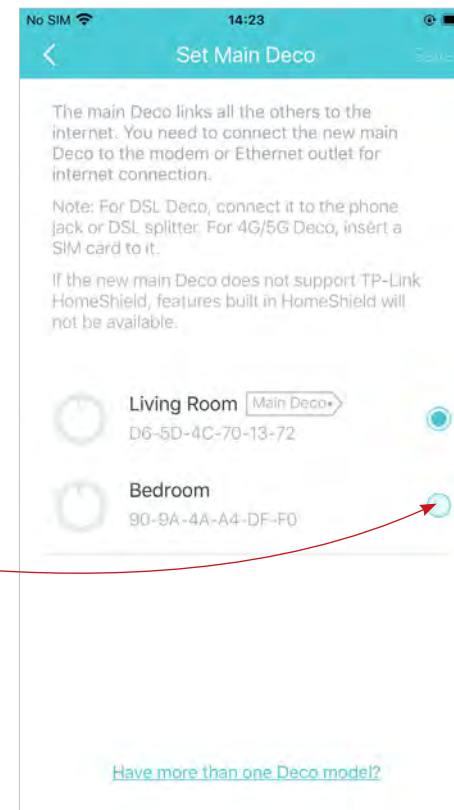 No SIM 14:23
Set Main Deco Save
The main Deco links all the others to the
internet. You need to connect the new main
Deco to the modem or Ethernet outlet for
internet connection.
Note: For DSL Deco, connect it to the phone
jack or DSL splitter. For 4G/5G Deco, insert a
SIM card to it.
If the new main Deco does not support TP-Link
HomeShield, features built in HomeShield will
not be available.
Living Room Main Deco
D6-5D-4C-70-13-72
Bedroom
90-9A-4A-A4-DF-F0
Have more than one Deco model?